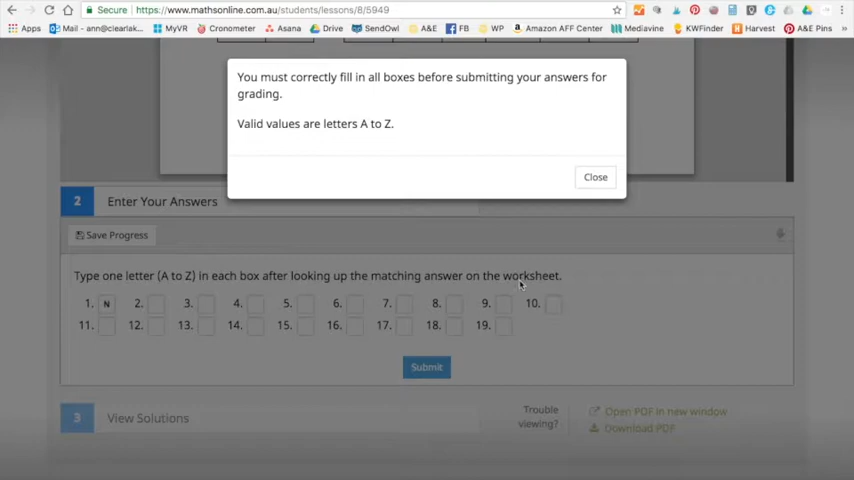 Secure https://www.mathsonline.com.au/students/lessons/8/5949
Apps Mail - ann@clearlak MyVR Cronometer Asana Drive SendOwl A&E FB WP Amazon AFF Center Mediavine KWFinder Harvest A&E Pins
You must correctly fill in all boxes before submitting your answers for
grading.
Valid values are letters A to Z.
Close
2 Enter Your Answers
Save Progress
Type one letter (A to Z) in each box after looking up the matching answer on the worksheet.
1. N 2. 3. 4. 5. 6. 7. 8. 9. 10.
11. 12. 13. 14. 15. 16. 17. 18. 19.
Submit
3 View Solutions
Trouble
viewing?
Open PDF in new window
Download PDF